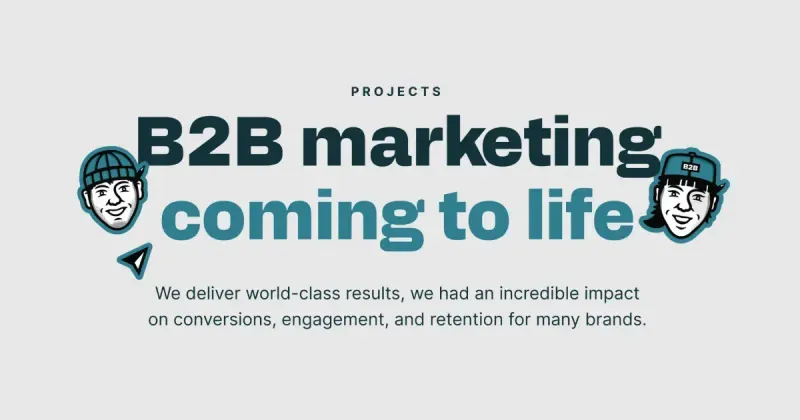 PROJECTS
B2B marketing
B2B
coming to life
We deliver world-class results, we had an incredible impact
on conversions, engagement, and retention for many brands.